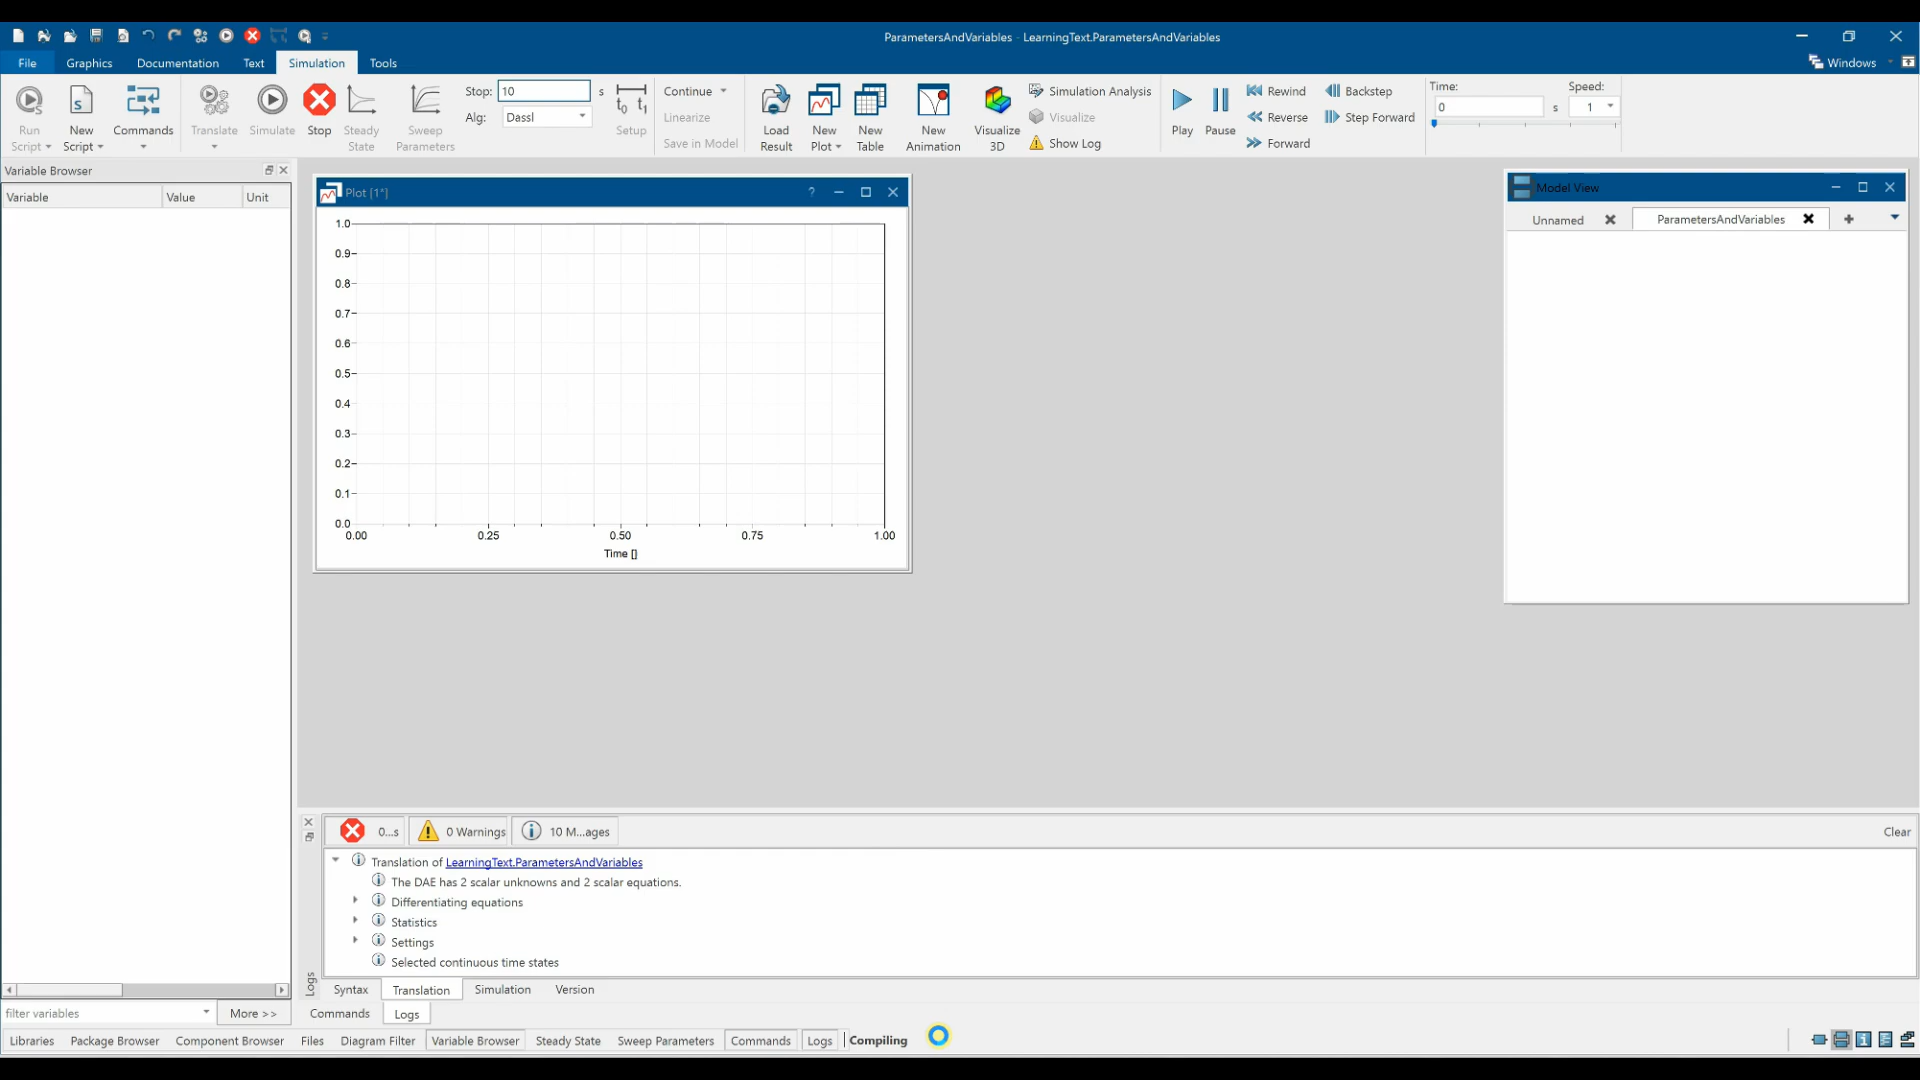 ParametersAndVariables - LearningText.ParametersAndVariables
File
Graphics
Documentation
Text
Simulation
Tools
Windows
Run
Script
New
Script
Commands
Translate
Simulate
Stop
Steady
State
Sweep
Parameters
Stop: 10 s
Alg: Dassl
t0 t1
Setup
Continue
Linearize
Save in Model
Load
Result
New
Plot
New
Table
New
Animation
Visualize
3D
Simulation Analysis
Visualize
Show Log
Play
Pause
Rewind
Reverse
Forward
Backstep
Step Forward
Time:
0 s
Speed:
1
Variable Browser
Variable Value Unit
Plot [1*]
?
1.0
0.9
0.8
0.7
0.6
0.5
0.4
0.3
0.2
0.1
0.0
0.00 0.25 0.50 0.75 1.00
Time []
Model View
Unnamed
ParametersAndVariables
0...s
0 Warnings
10 M...ages
Clear
Translation of LearningText.ParametersAndVariables
The DAE has 2 scalar unknowns and 2 scalar equations.
Differentiating equations
Statistics
Settings
Selected continuous time states
Logs
Syntax Translation Simulation Version
filter variables
More >>
Commands Logs
Libraries Package Browser Component Browser Files Diagram Filter Variable Browser Steady State Sweep Parameters Commands Logs Compiling